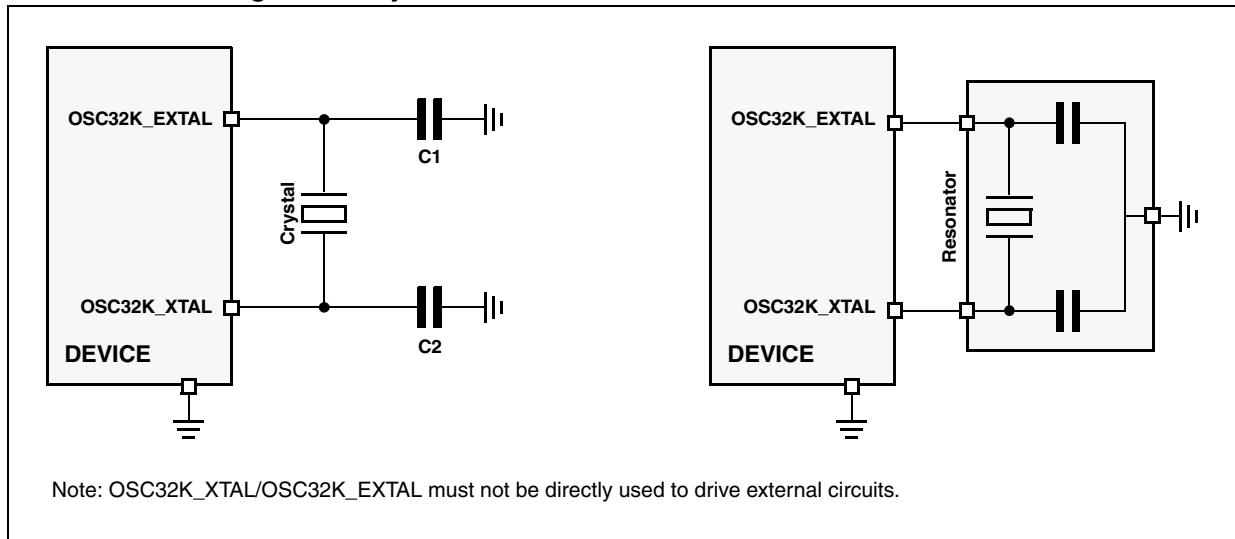 OSC32K_EXTAL
C1
Crystal
OSC32K_XTAL
C2
DEVICE
OSC32K_EXTAL
Resonator
OSC32K_XTAL
DEVICE
Note: OSC32K_XTAL/OSC32K_EXTAL must not be directly used to drive external circuits.